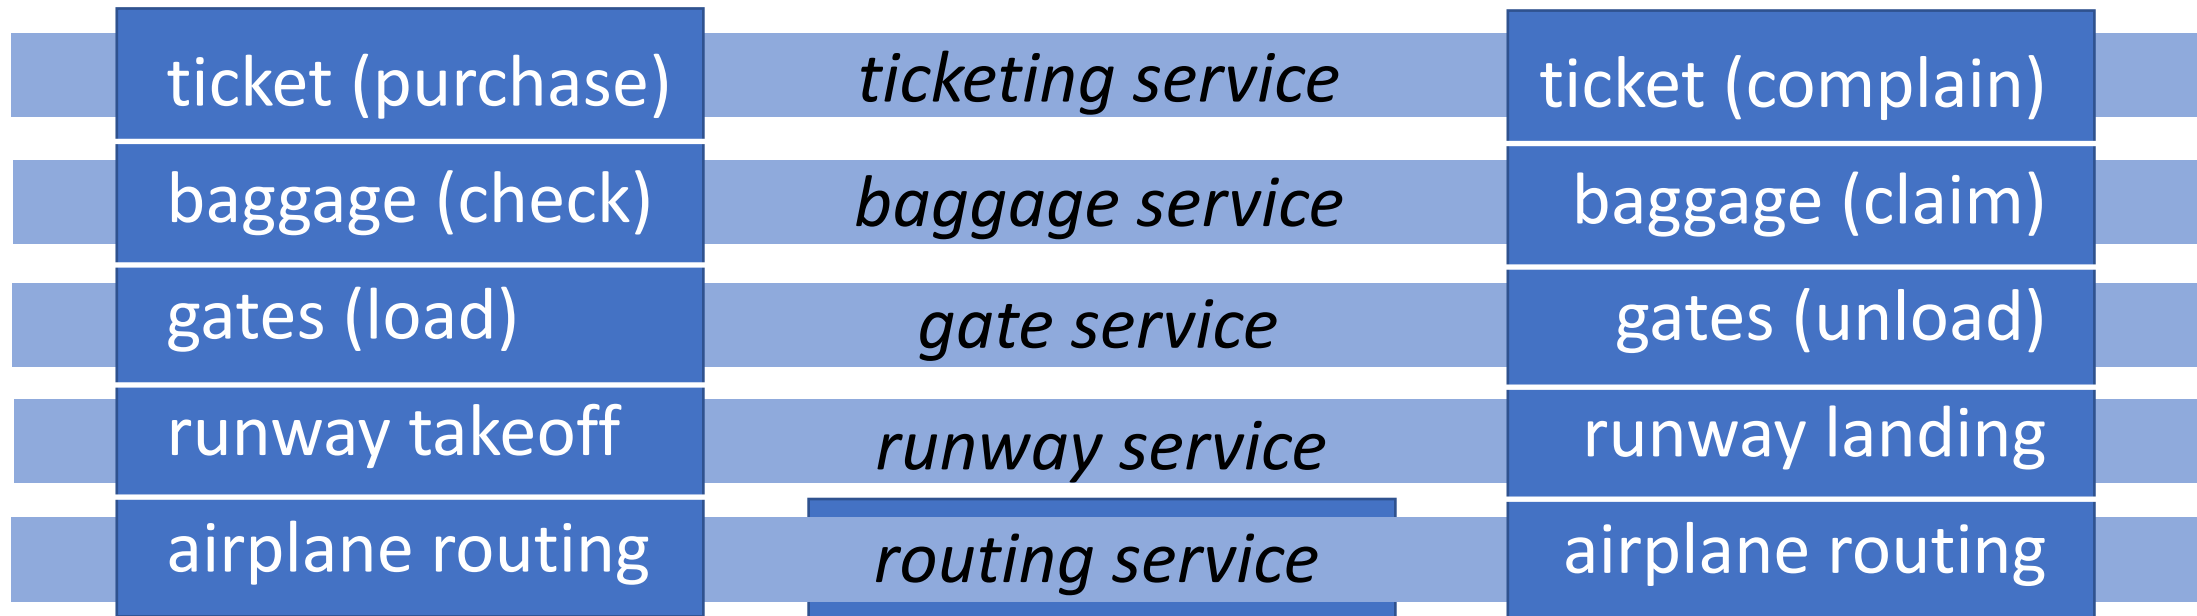 ticket (purchase) ticketing service ticket (complain)
baggage (check) baggage service baggage (claim)
gates (load) gate service gates (unload)
runway takeoff runway service runway landing
airplane routing routing service airplane routing